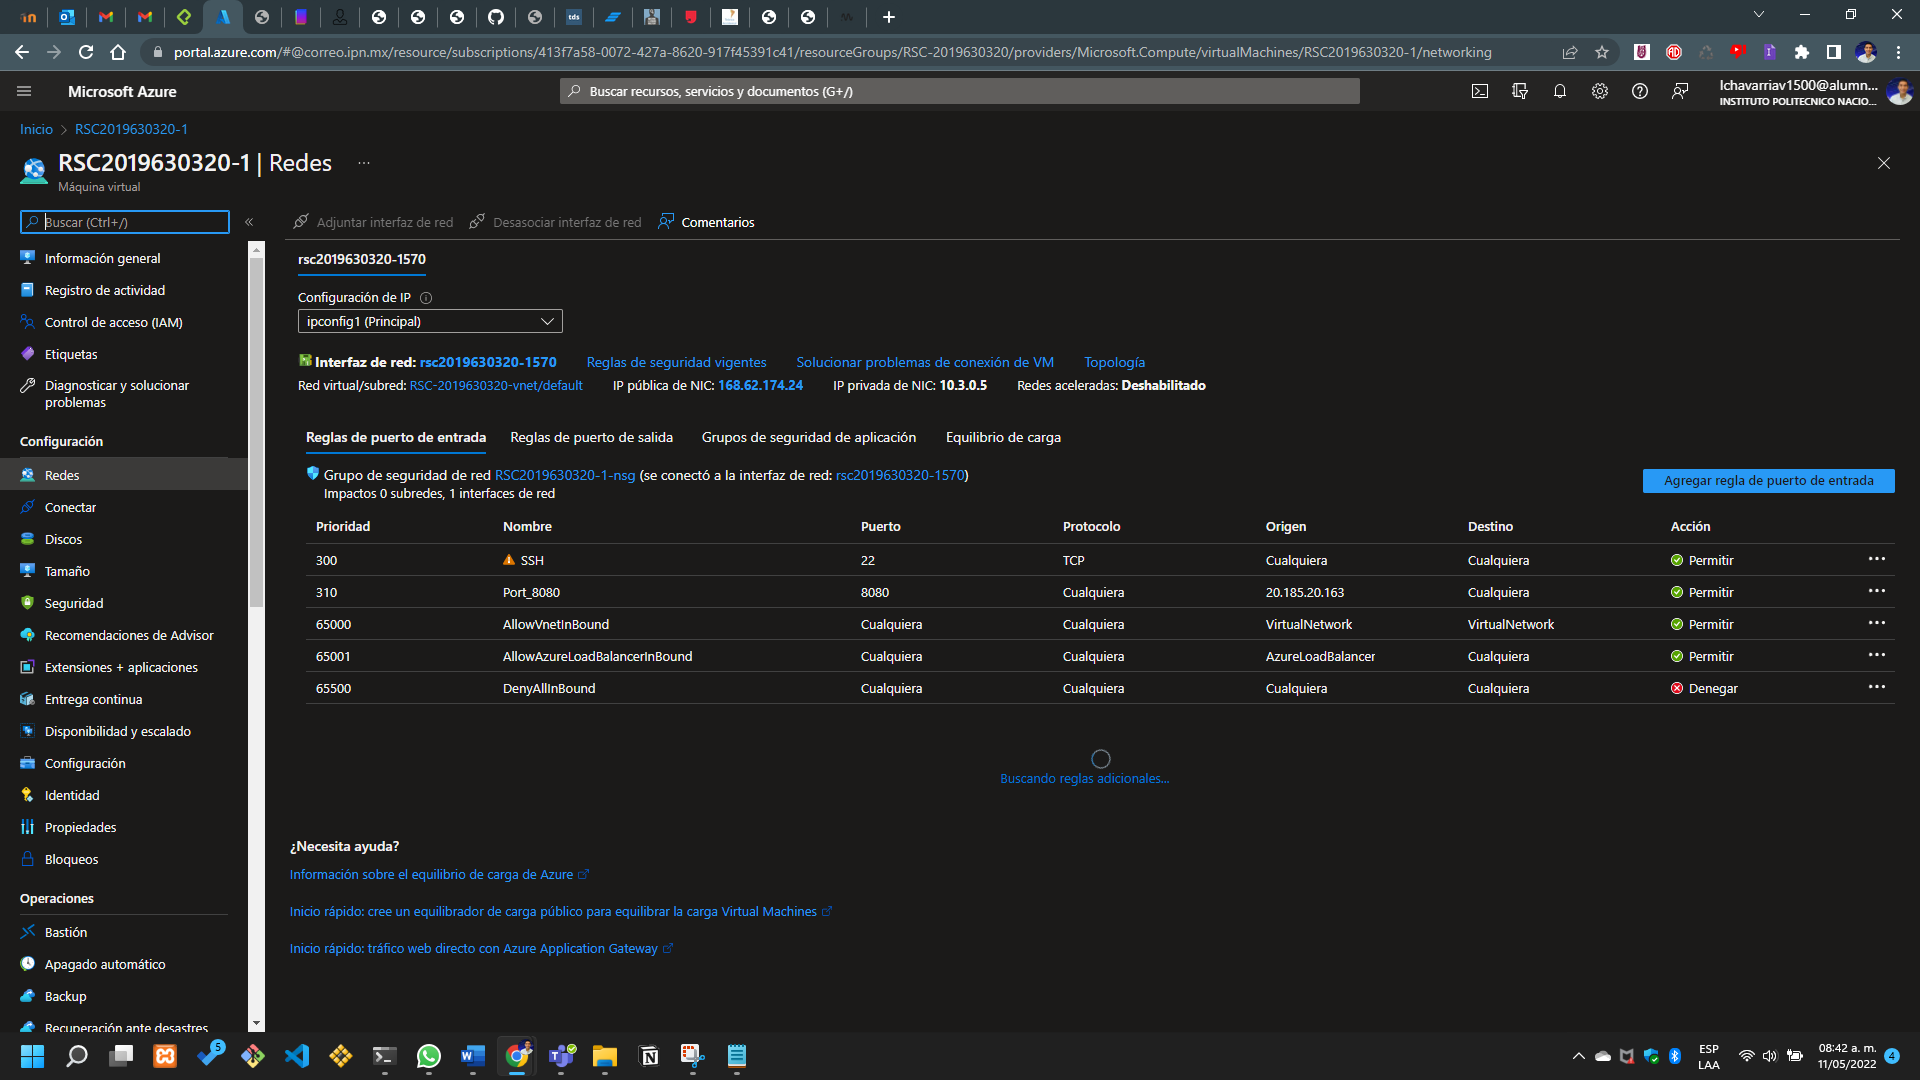 tds
portal.azure.com/#@correo.ipn.mx/resource/subscriptions/413f7a58-0072-427a-8620-917f45391c41/resourceGroups/RSC-2019630320/providers/Microsoft.Compute/virtualMachines/RSC2019630320-1/networking
Microsoft Azure
Buscar recursos, servicios y documentos (G+/)
lchavarriav1500@alumn...
INSTITUTO POLITECNICO NACIO...
Inicio > RSC2019630320-1
RSC2019630320-1 | Redes ...
Máquina virtual
Buscar (Ctrl+/)
«
Información general
Registro de actividad
Control de acceso (IAM)
Etiquetas
Diagnosticar y solucionar
problemas
Configuración
Redes
Conectar
Discos
Tamaño
Seguridad
Recomendaciones de Advisor
Extensiones + aplicaciones
Entrega continua
Disponibilidad y escalado
Configuración
Identidad
Propiedades
Bloqueos
Operaciones
Bastión
Apagado automático
Backup
Recuperación ante desastres
Adjuntar interfaz de red Desasociar interfaz de red Comentarios
rsc2019630320-1570
Configuración de IP
ipconfig1 (Principal)
Interfaz de red: rsc2019630320-1570 Reglas de seguridad vigentes Solucionar problemas de conexión de VM Topología
Red virtual/subred: RSC-2019630320-vnet/default IP pública de NIC: 168.62.174.24 IP privada de NIC: 10.3.0.5 Redes aceleradas: Deshabilitado
Reglas de puerto de entrada Reglas de puerto de salida Grupos de seguridad de aplicación Equilibrio de carga
Grupo de seguridad de red RSC2019630320-1-nsg (se conectó a la interfaz de red: rsc2019630320-1570)
Impactos 0 subredes, 1 interfaces de red
Agregar regla de puerto de entrada
Prioridad Nombre Puerto Protocolo Origen Destino Acción
300 SSH 22 TCP Cualquiera Cualquiera Permitir ...
310 Port_8080 8080 Cualquiera 20.185.20.163 Cualquiera Permitir ...
65000 AllowVnetInBound Cualquiera Cualquiera VirtualNetwork VirtualNetwork Permitir ...
65001 AllowAzureLoadBalancerInBound Cualquiera Cualquiera AzureLoadBalancer Cualquiera Permitir ...
65500 DenyAllInBound Cualquiera Cualquiera Cualquiera Cualquiera Denegar ...
Buscando reglas adicionales...
¿Necesita ayuda?
Información sobre el equilibrio de carga de Azure
Inicio rápido: cree un equilibrador de carga público para equilibrar la carga Virtual Machines
Inicio rápido: tráfico web directo con Azure Application Gateway
5
ESP
LAA
08:42 a. m.
11/05/2022
4